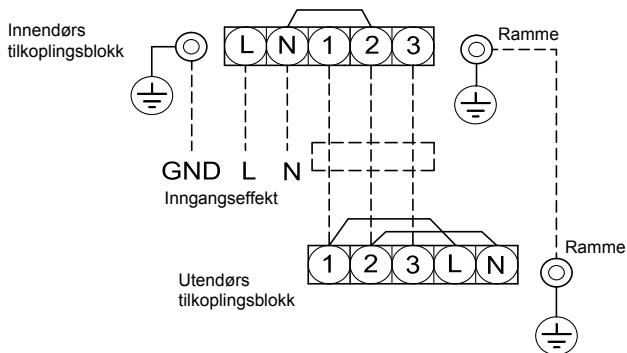 Innendørs
tilkoplingsblokk
L N 1 2 3
Ramme
GND L N
Inngangseffekt
1 2 3 L N
Ramme
Utendørs
tilkoplingsblokk